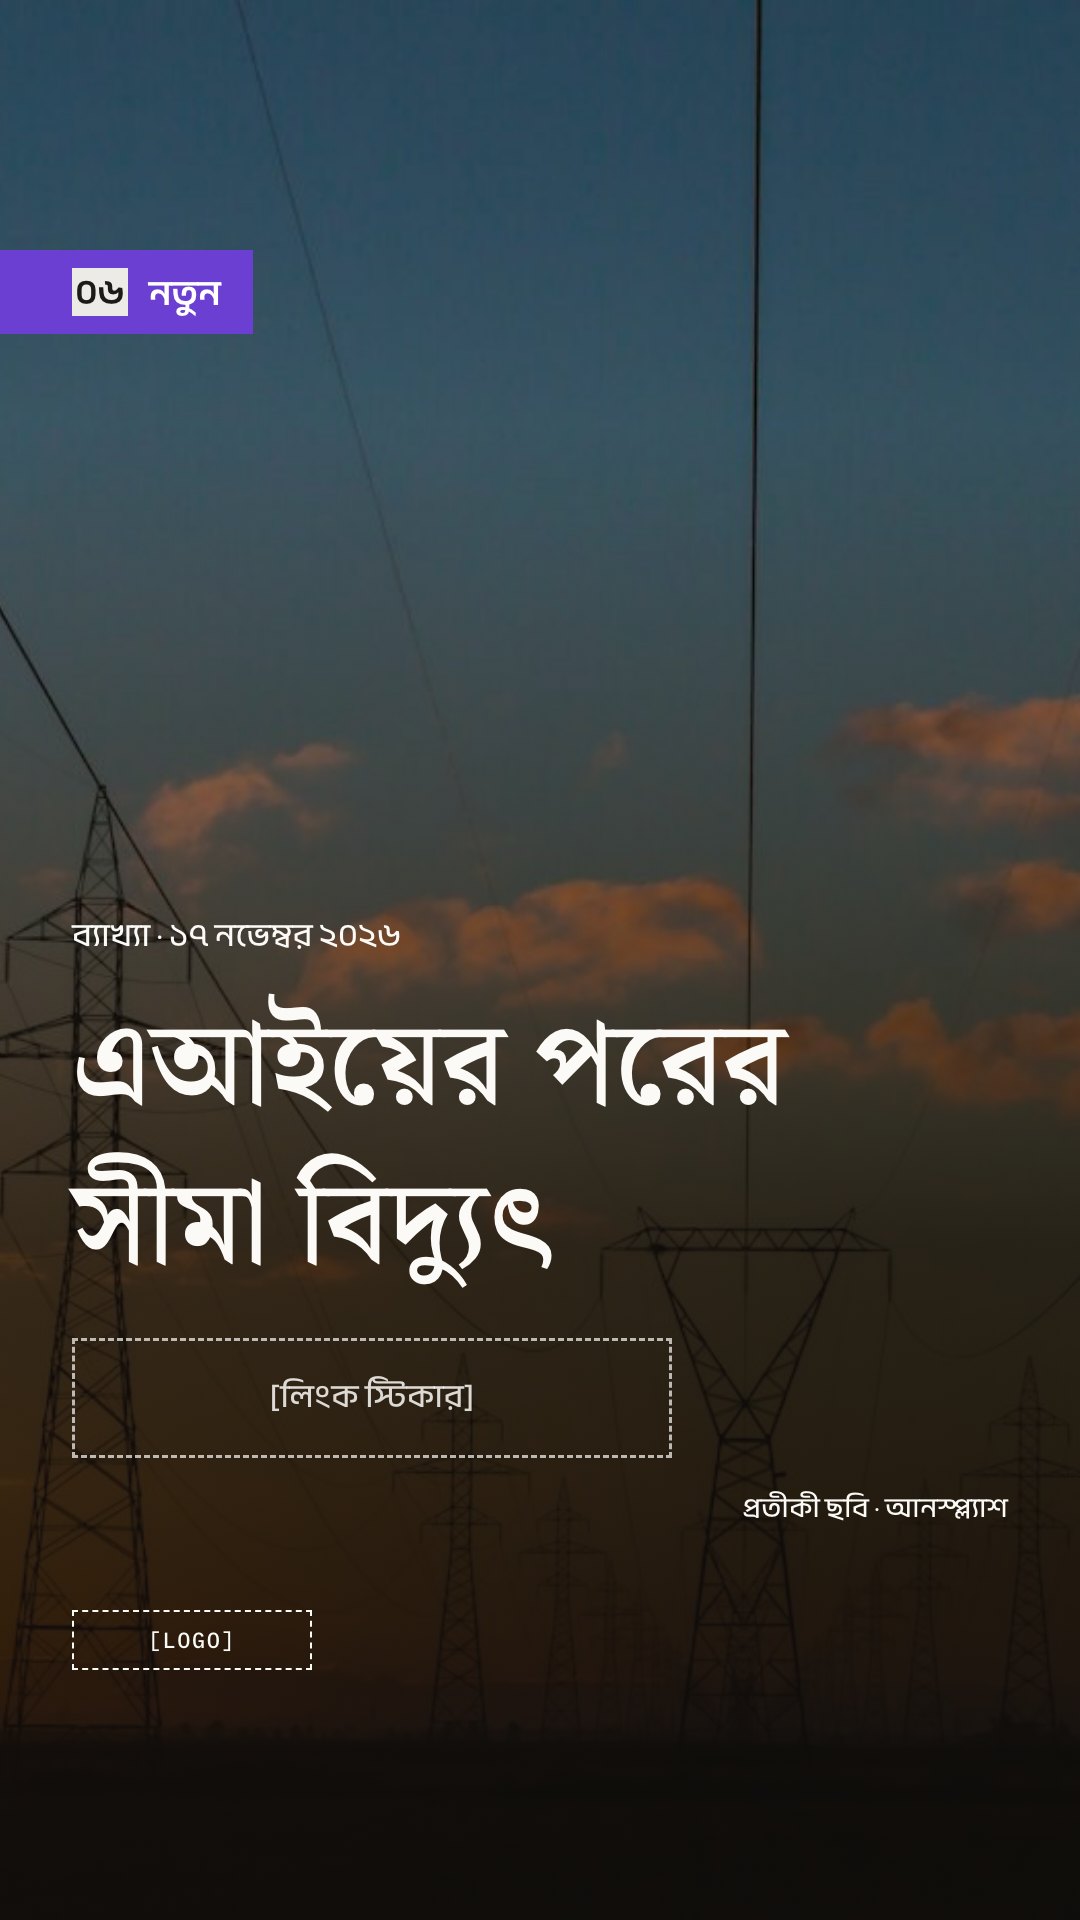 ০৬ নতুন
ব্যাখ্যা · ১৭ নভেম্বর ২০২৬
এআইয়ের পরের
সীমা বিদ্যুৎ
[লিংক স্টিকার]
প্রতীকী ছবি · আনস্প্ল্যাশ
[LOGO]